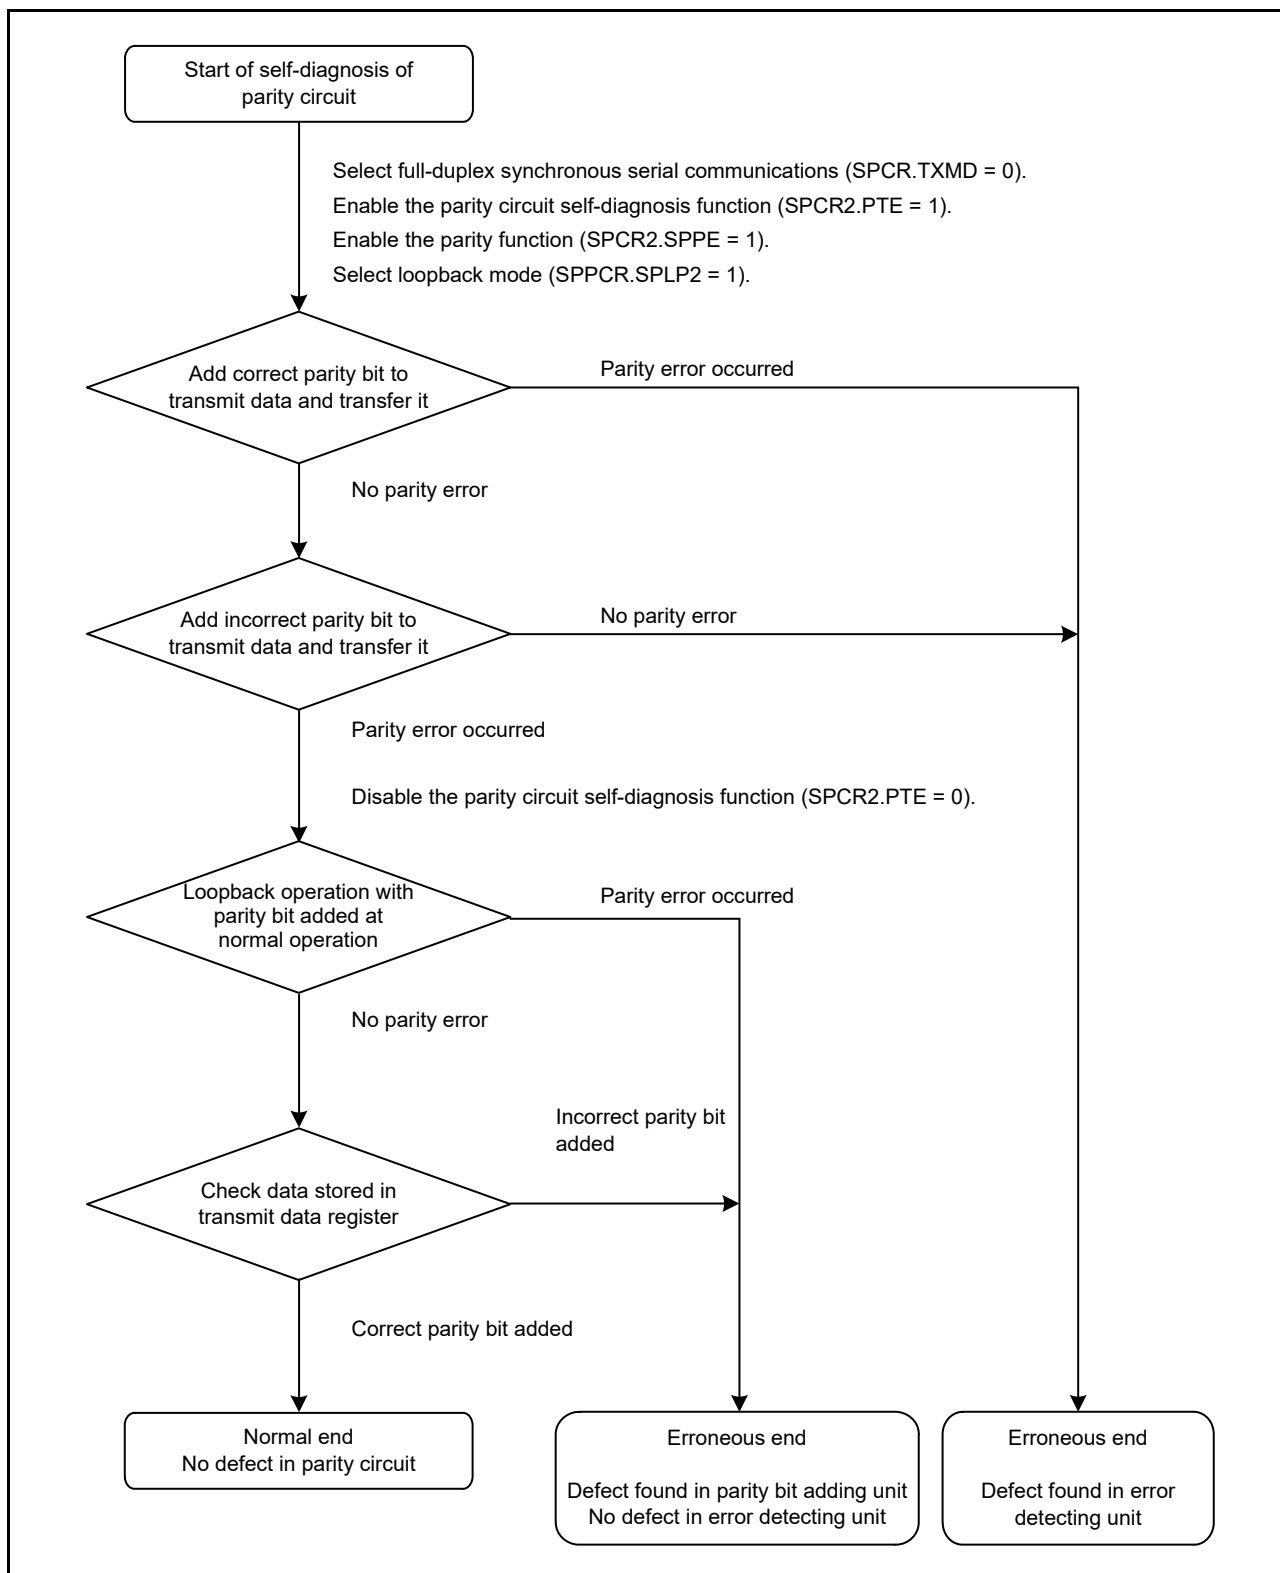 Start of self-diagnosis of
parity circuit
Select full-duplex synchronous serial communications (SPCR.TXMD = 0).
Enable the parity circuit self-diagnosis function (SPCR2.PTE = 1).
Enable the parity function (SPCR2.SPPE = 1).
Select loopback mode (SPPCR.SPLP2 = 1).
Add correct parity bit to
transmit data and transfer it
Parity error occurred
No parity error
Add incorrect parity bit to
transmit data and transfer it
No parity error
Parity error occurred
Disable the parity circuit self-diagnosis function (SPCR2.PTE = 0).
Loopback operation with
parity bit added at
normal operation
Parity error occurred
No parity error
Incorrect parity bit
added
Check data stored in
transmit data register
Correct parity bit added
Normal end
No defect in parity circuit
Erroneous end
Defect found in parity bit adding unit
No defect in error detecting unit
Erroneous end
Defect found in error
detecting unit